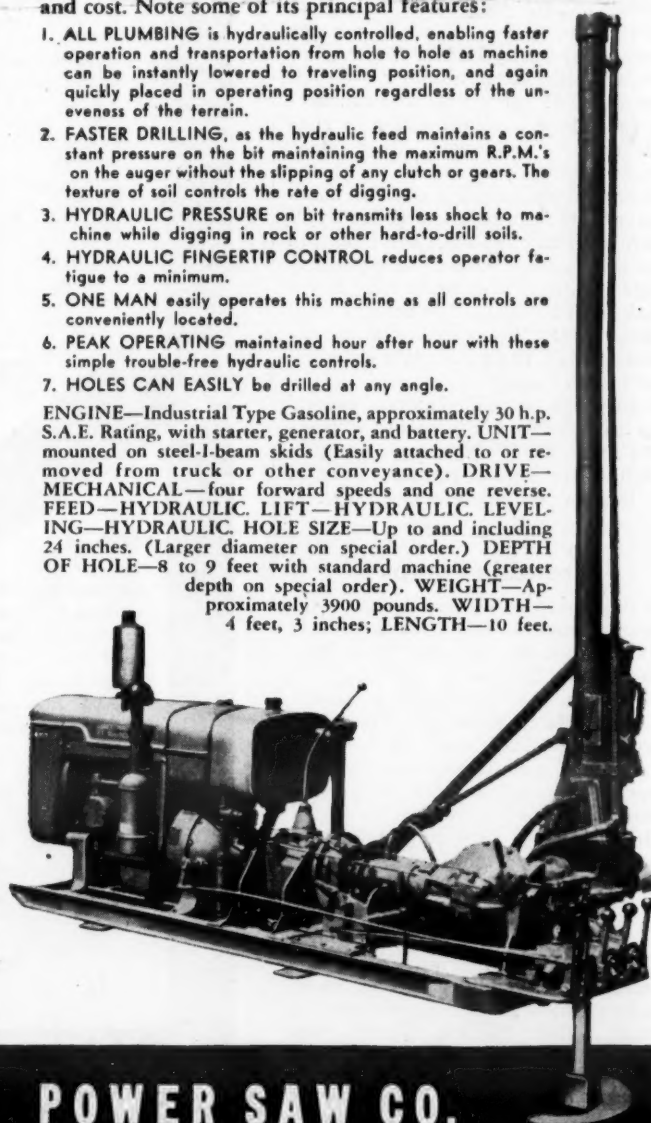 and cost. Note some of its principal features:
1. ALL PLUMBING is hydraulically controlled, enabling faster
operation and transportation from hole to hole as machine
can be instantly lowered to traveling position, and again
quickly placed in operating position regardless of the un-
eveness of the terrain.
2. FASTER DRILLING, as the hydraulic feed maintains a con-
stant pressure on the bit maintaining the maximum R.P.M.'s
on the auger without the slipping of any clutch or gears. The
texture of soil controls the rate of digging.
3. HYDRAULIC PRESSURE on bit transmits less shock to ma-
chine while digging in rock or other hard-to-drill soils.
4. HYDRAULIC FINGERTIP CONTROL reduces operator fa-
tigue to a minimum.
5. ONE MAN easily operates this machine as all controls are
conveniently located.
6. PEAK OPERATING maintained hour after hour with these
simple trouble-free hydraulic controls.
7. HOLES CAN EASILY be drilled at any angle.
ENGINE—Industrial Type Gasoline, approximately 30 h.p.
S.A.E. Rating, with starter, generator, and battery. UNIT—
mounted on steel-I-beam skids (Easily attached to or re-
moved from truck or other conveyance). DRIVE—
MECHANICAL—four forward speeds and one reverse.
FEED—HYDRAULIC. LIFT—HYDRAULIC. LEVEL-
ING—HYDRAULIC. HOLE SIZE—Up to and including
24 inches. (Larger diameter on special order.) DEPTH
OF HOLE—8 to 9 feet with standard machine (greater
depth on special order). WEIGHT—Ap-
proximately 3900 pounds. WIDTH—
4 feet, 3 inches; LENGTH—10 feet.
POWER SAW CO.